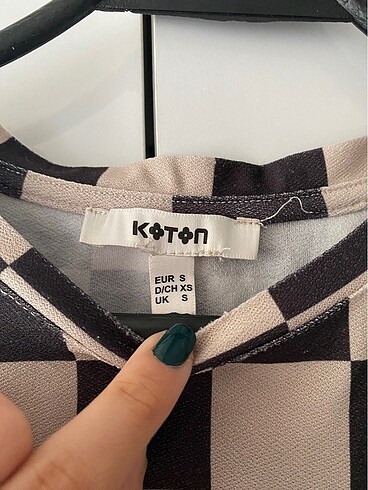 KOTON
EUR S
D/CH XS
UK S